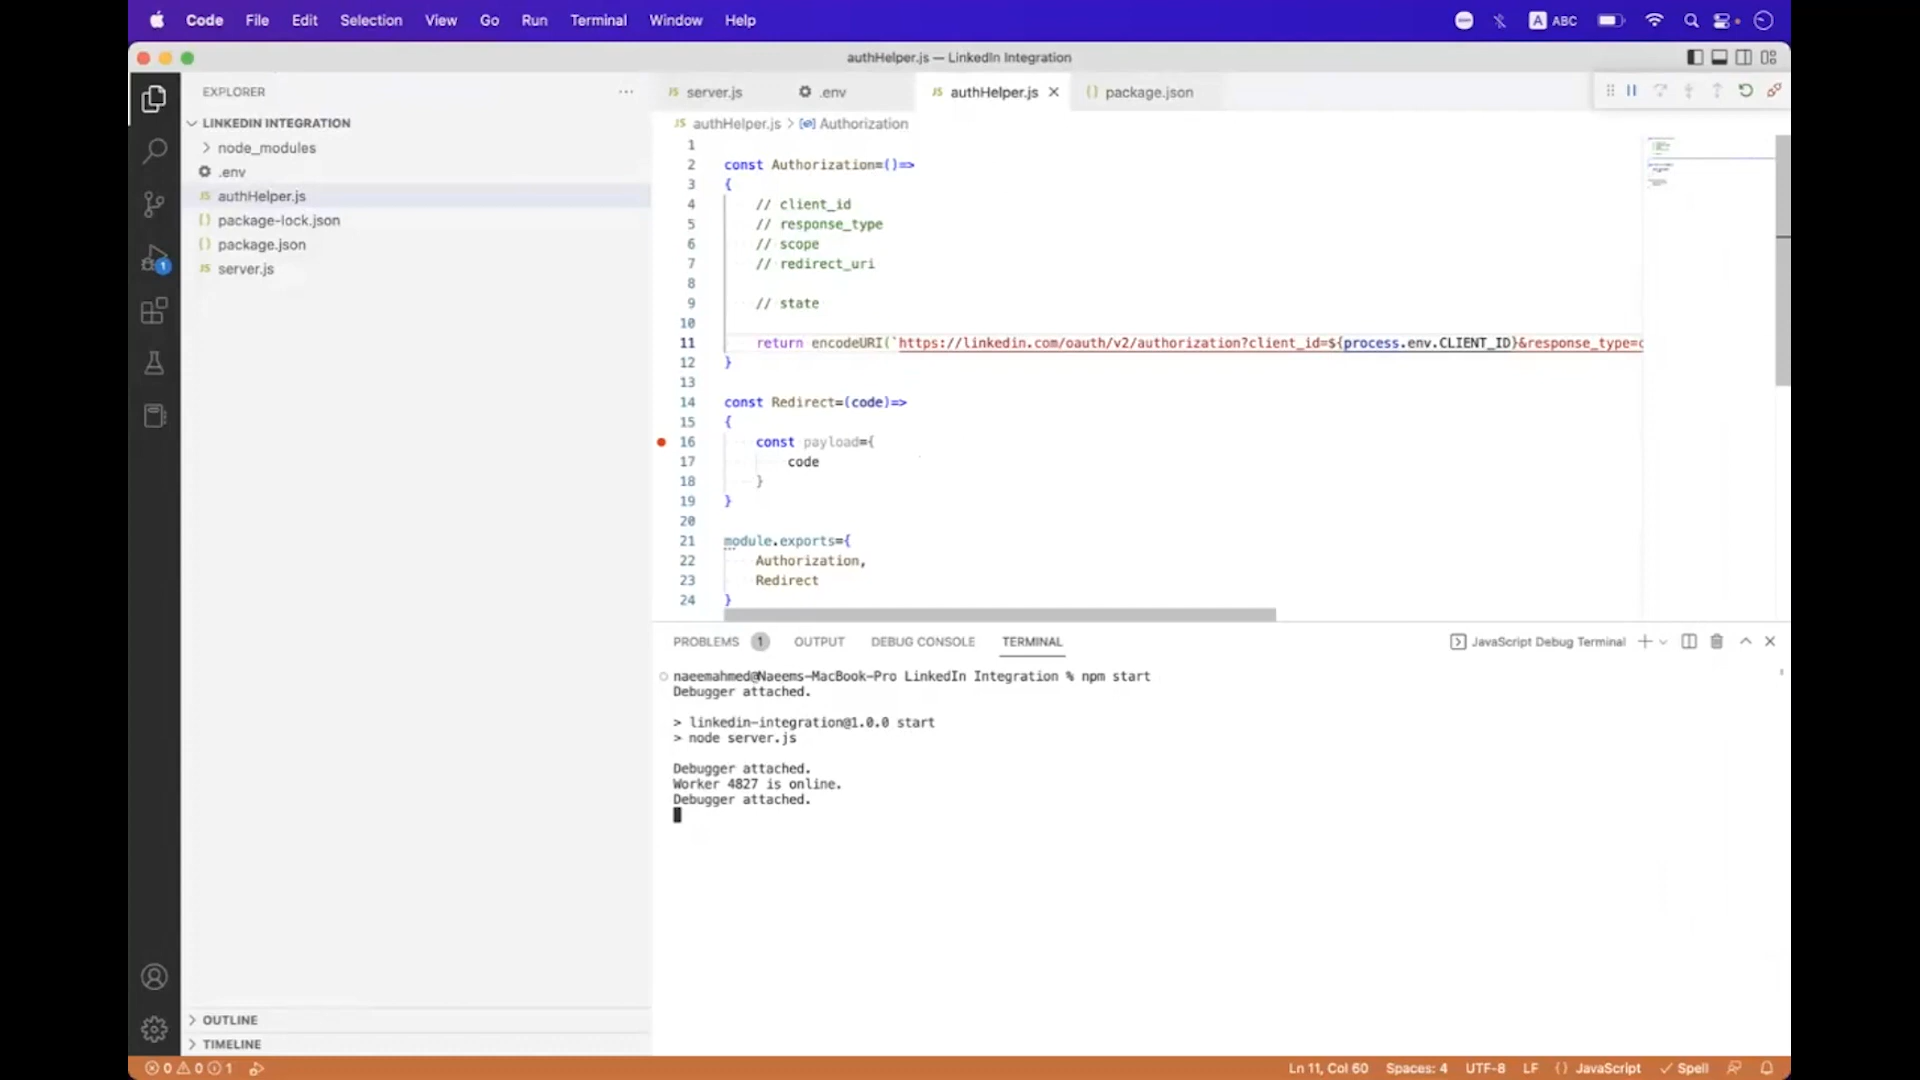 Code File Edit Selection View Go Run Terminal Window Help A ABC
authHelper.js — LinkedIn Integration
EXPLORER
JS server.js
.env
JS authHelper.js
{} package.json
JS authHelper.js > Authorization
LINKEDIN INTEGRATION
node_modules
.env
JS authHelper.js
{} package-lock.json
{} package.json
JS server.js
1
1
2 const Authorization=()=>
3 {
4 // client_id
5 // response_type
6 // scope
7 // redirect_uri
8
9 // state
10
11 return encodeURI(`https://linkedin.com/oauth/v2/authorization?client_id=${process.env.CLIENT_ID}&response_type=c
12 }
13
14 const Redirect=(code)=>
15 {
16 const payload={
17 code
18 }
19 }
20
21 module.exports={
22 Authorization,
23 Redirect
24 }
PROBLEMS 1 OUTPUT DEBUG CONSOLE TERMINAL JavaScript Debug Terminal
naeemahmed@Naeems-MacBook-Pro LinkedIn Integration % npm start
Debugger attached.
> linkedin-integration@1.0.0 start
> node server.js
Debugger attached.
Worker 4827 is online.
Debugger attached.
OUTLINE
TIMELINE
0 0 1 Ln 11, Col 60 Spaces: 4 UTF-8 LF {} JavaScript Spell